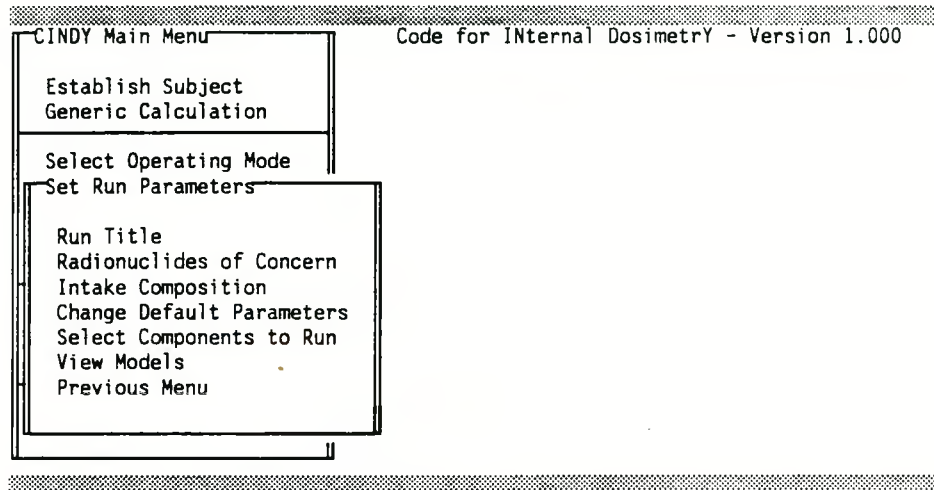 CINDY Main Menu
Code for INternal DosimetrY - Version 1.000
Establish Subject
Generic Calculation
Select Operating Mode
Set Run Parameters
Run Title
Radionuclides of Concern
Intake Composition
Change Default Parameters
Select Components to Run
View Models
Previous Menu